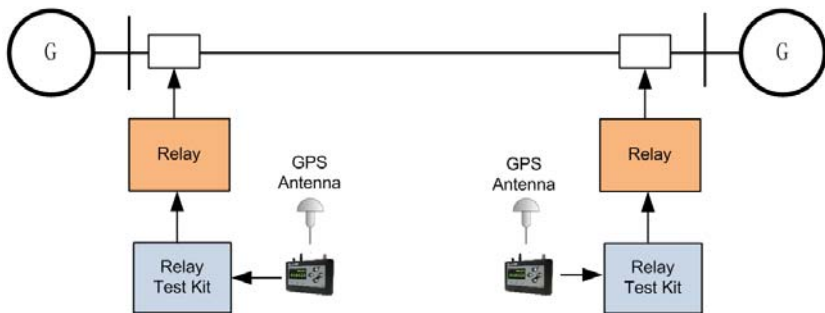 G
G
Relay
Relay
GPS
Antenna
GPS
Antenna
Relay
Test Kit
Relay
Test Kit